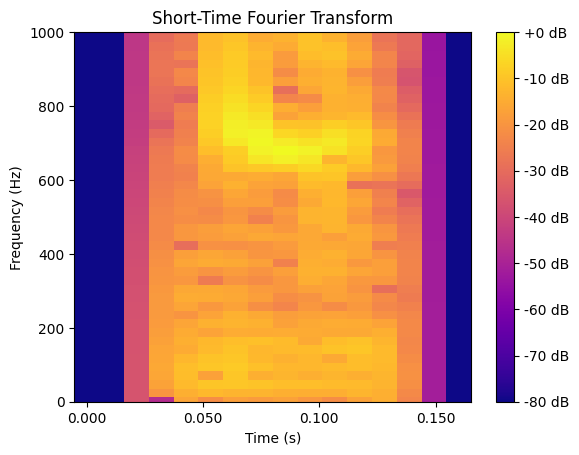 Short-Time Fourier Transform
1000
800
600
400
200
0
Frequency (Hz)
0.000
0.050
0.100
0.150
Time (s)
+0 dB
-10 dB
-20 dB
-30 dB
-40 dB
-50 dB
-60 dB
-70 dB
-80 dB